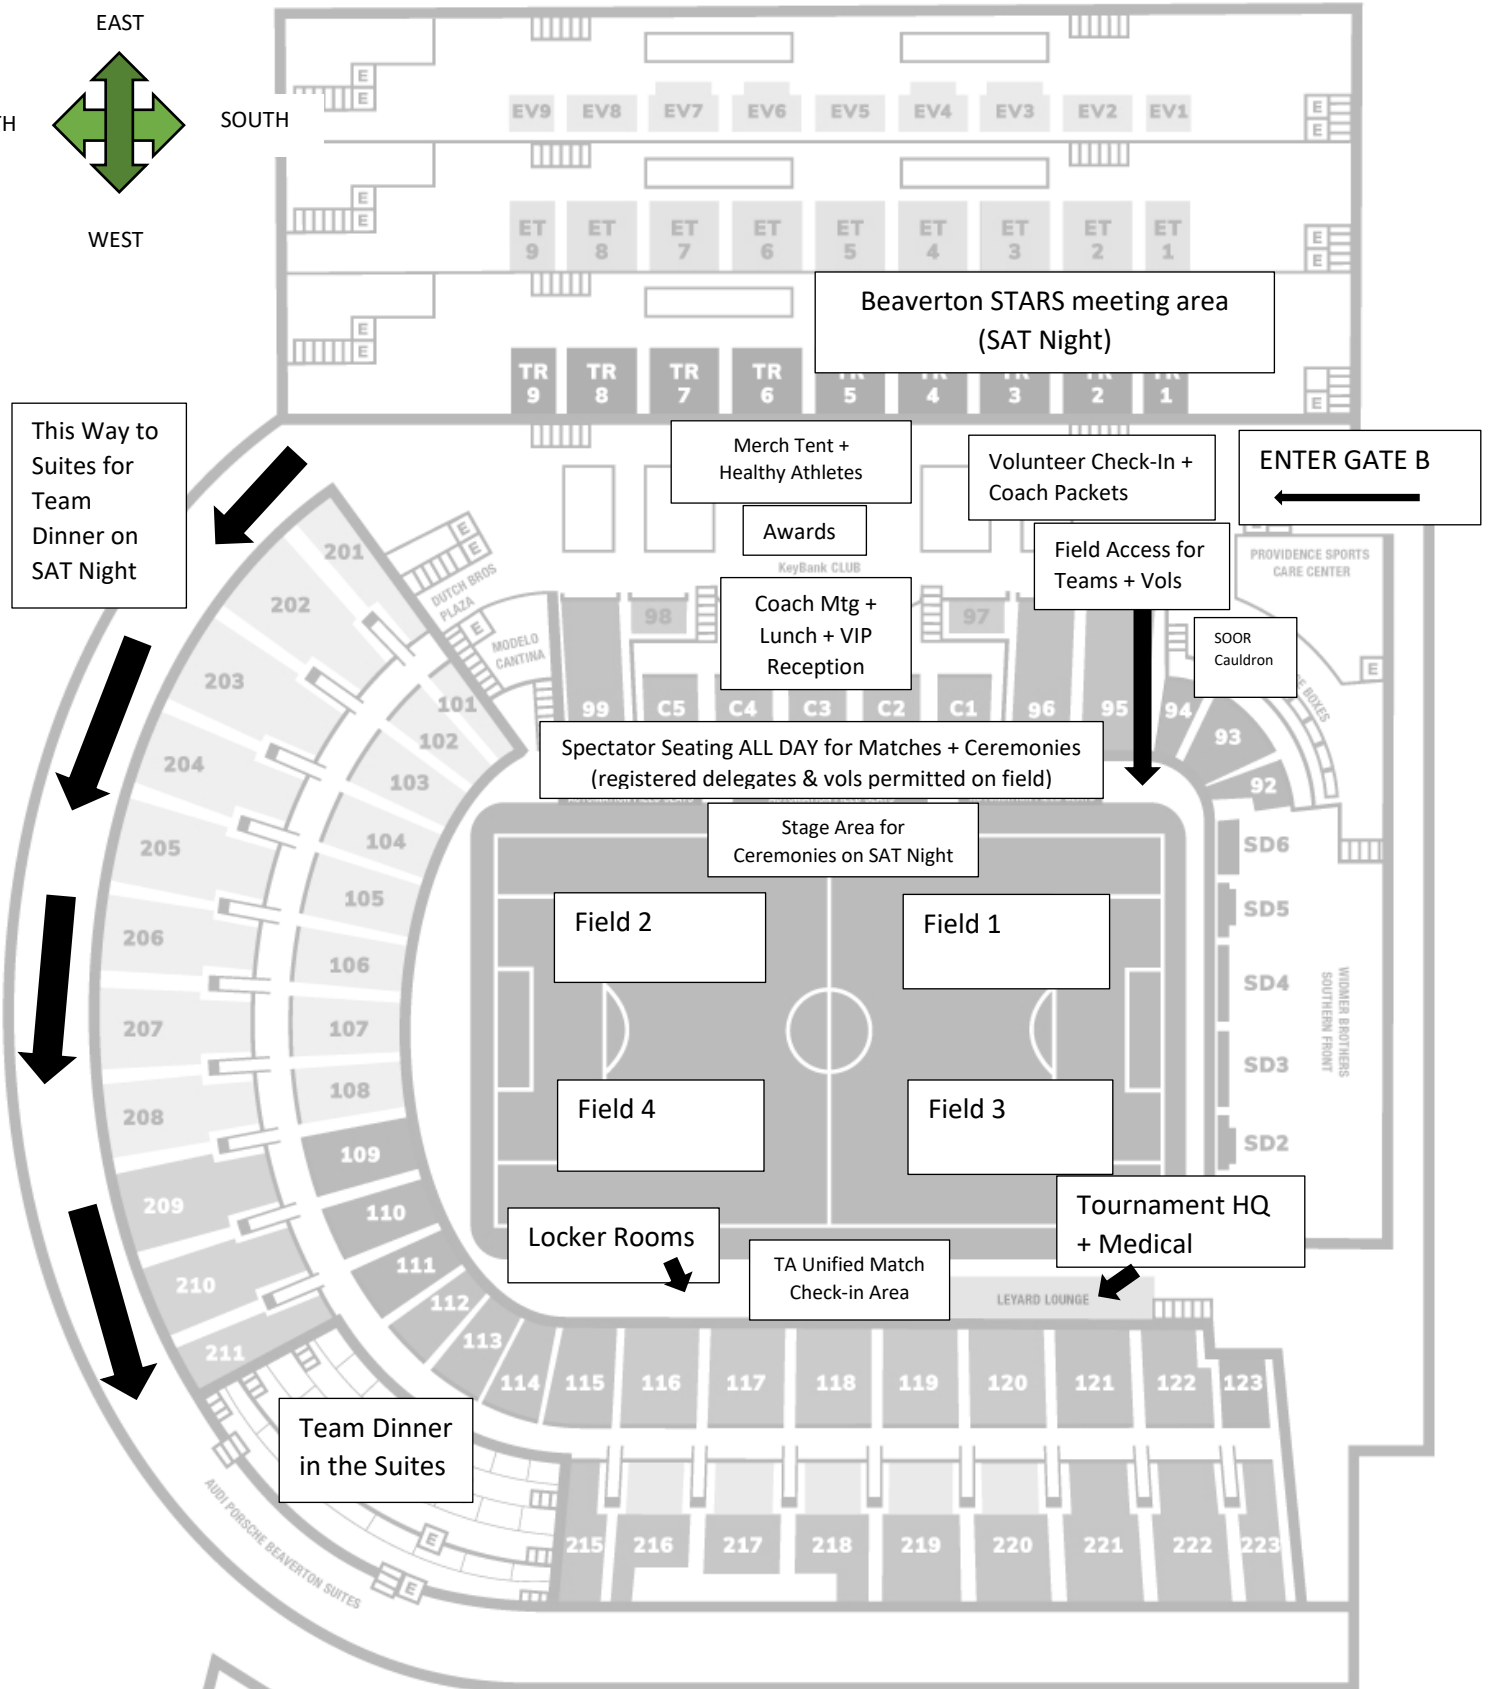 EAST
TH
SOUTH
WEST
E
E
EV9 EV8 EV7 EV6 EV5 EV4 EV3 EV2 EV1
E
E
E
E
ET 9
ET 8
ET 7
ET 6
ET 5
ET 4
ET 3
ET 2
ET 1
E
E
Beaverton STARS meeting area
(SAT Night)
E
E
TR 9
TR 8
TR 7
TR 6
TR 5
TR 4
TR 3
TR 2
TR 1
E
This Way to
Suites for
Team
Dinner on
SAT Night
Merch Tent +
Healthy Athletes
Volunteer Check-In +
Coach Packets
ENTER GATE B
Awards
KeyBank CLUB
Field Access for
Teams + Vols
PROVIDENCE SPORTS
CARE CENTER
E
E
DUTCH BROS
PLAZA
E
MODELO
CANTINA
Coach Mtg +
Lunch + VIP
Reception
SOOR
Cauldron
E
BOXES
201
202
203
204
205
206
207
208
209
210
211
101
102
103
104
105
106
107
108
109
110
111
112
113
114 115 116 117 118 119 120 121 122 123
98 97
99 C5 C4 C3 C2 C1 96 95 94
93
92
Spectator Seating ALL DAY for Matches + Ceremonies
(registered delegates & vols permitted on field)
Stage Area for
Ceremonies on SAT Night
Field 2
Field 1
Field 4
Field 3
SD6
SD5
SD4
SD3
SD2
WIDMER BROTHERS
SOUTHERN FRONT
Locker Rooms
TA Unified Match
Check-in Area
Tournament HQ
+ Medical
LEYARD LOUNGE
Team Dinner
in the Suites
AUDI PORSCHE BEAVERTON SUITES
E
E
215 216 217 218 219 220 221 222 223